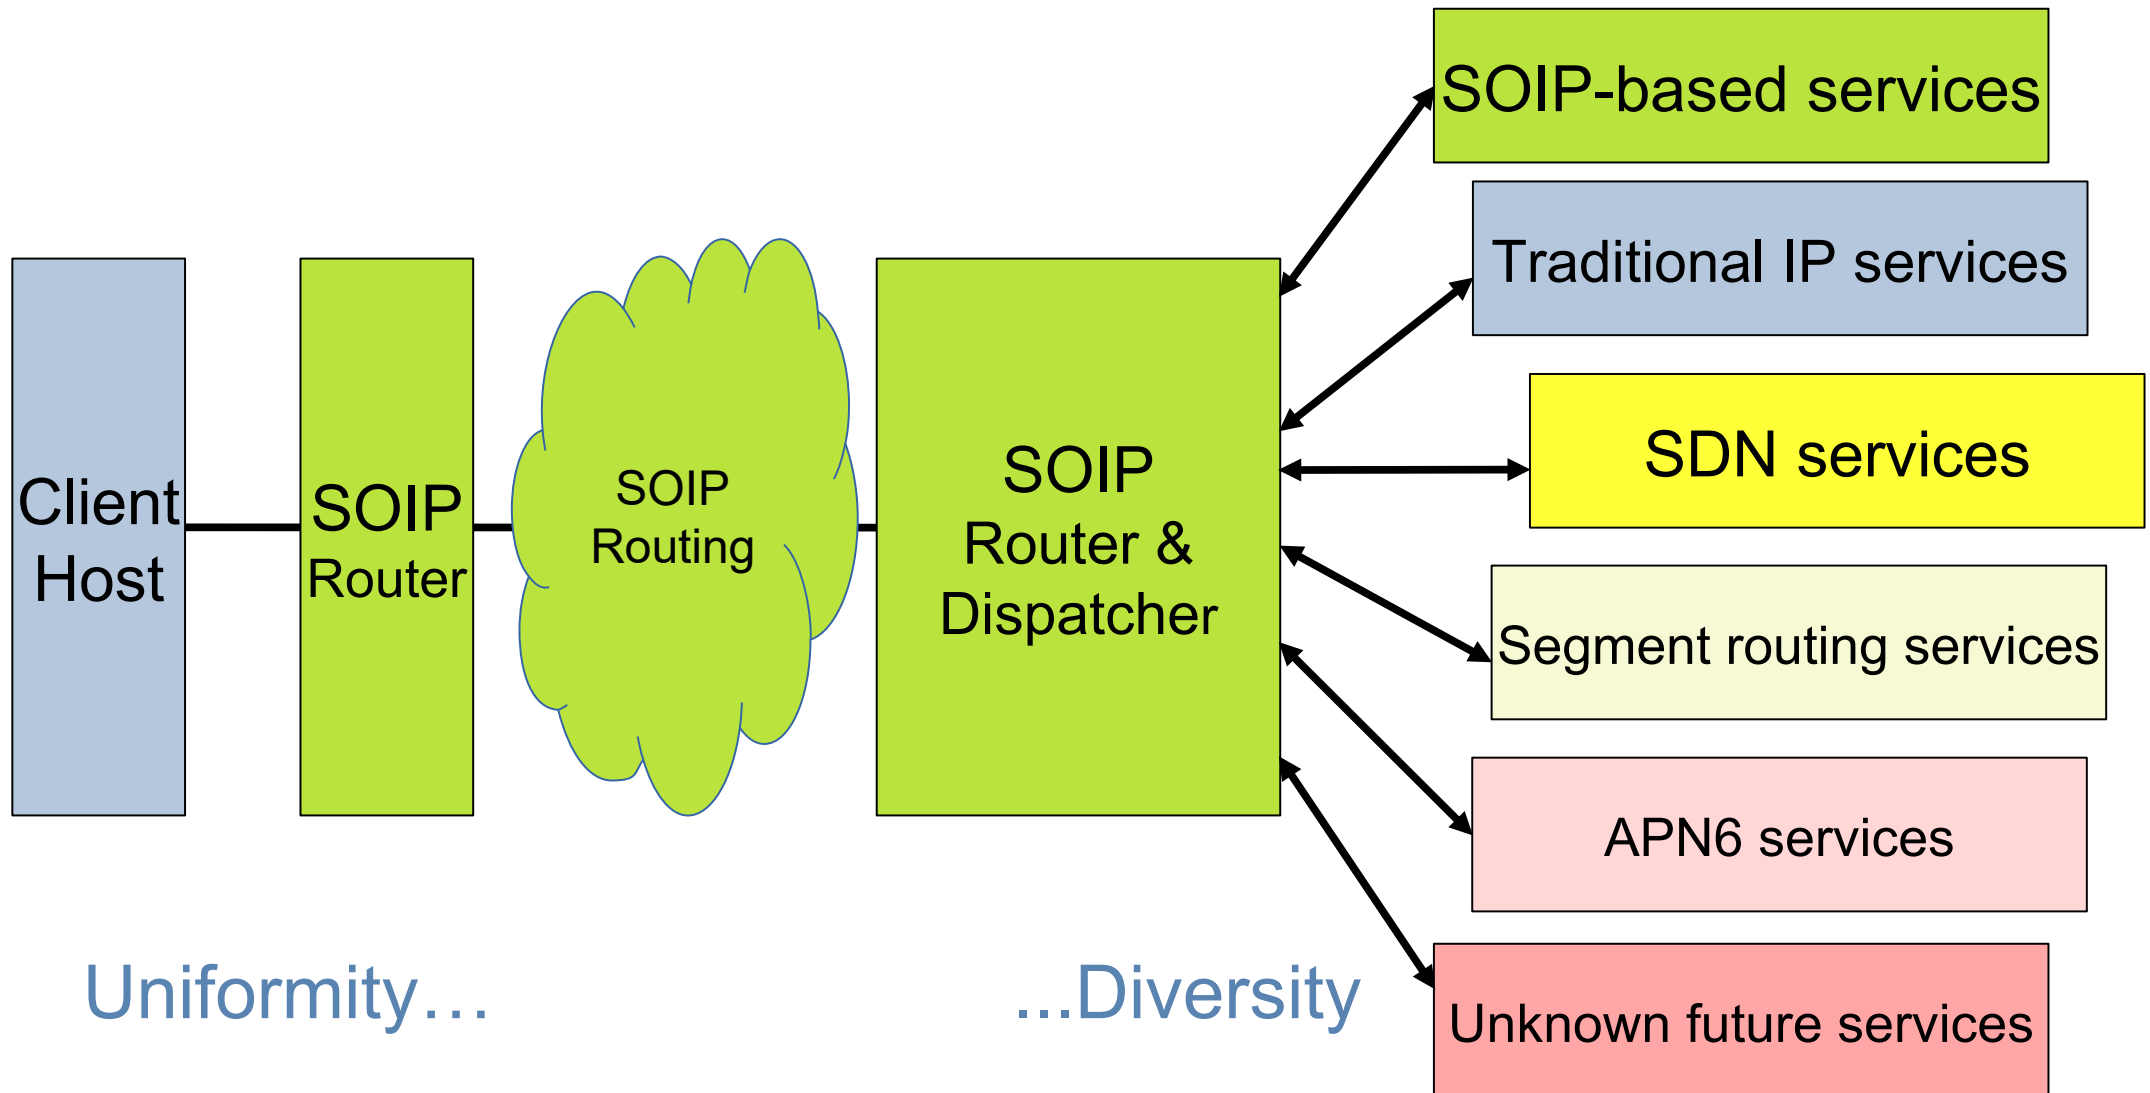 Client
Host
SOIP
Router
SOIP
Routing
SOIP
Router &
Dispatcher
SOIP-based services
Traditional IP services
SDN services
Segment routing services
APN6 services
Unknown future services
Uniformity…
...Diversity